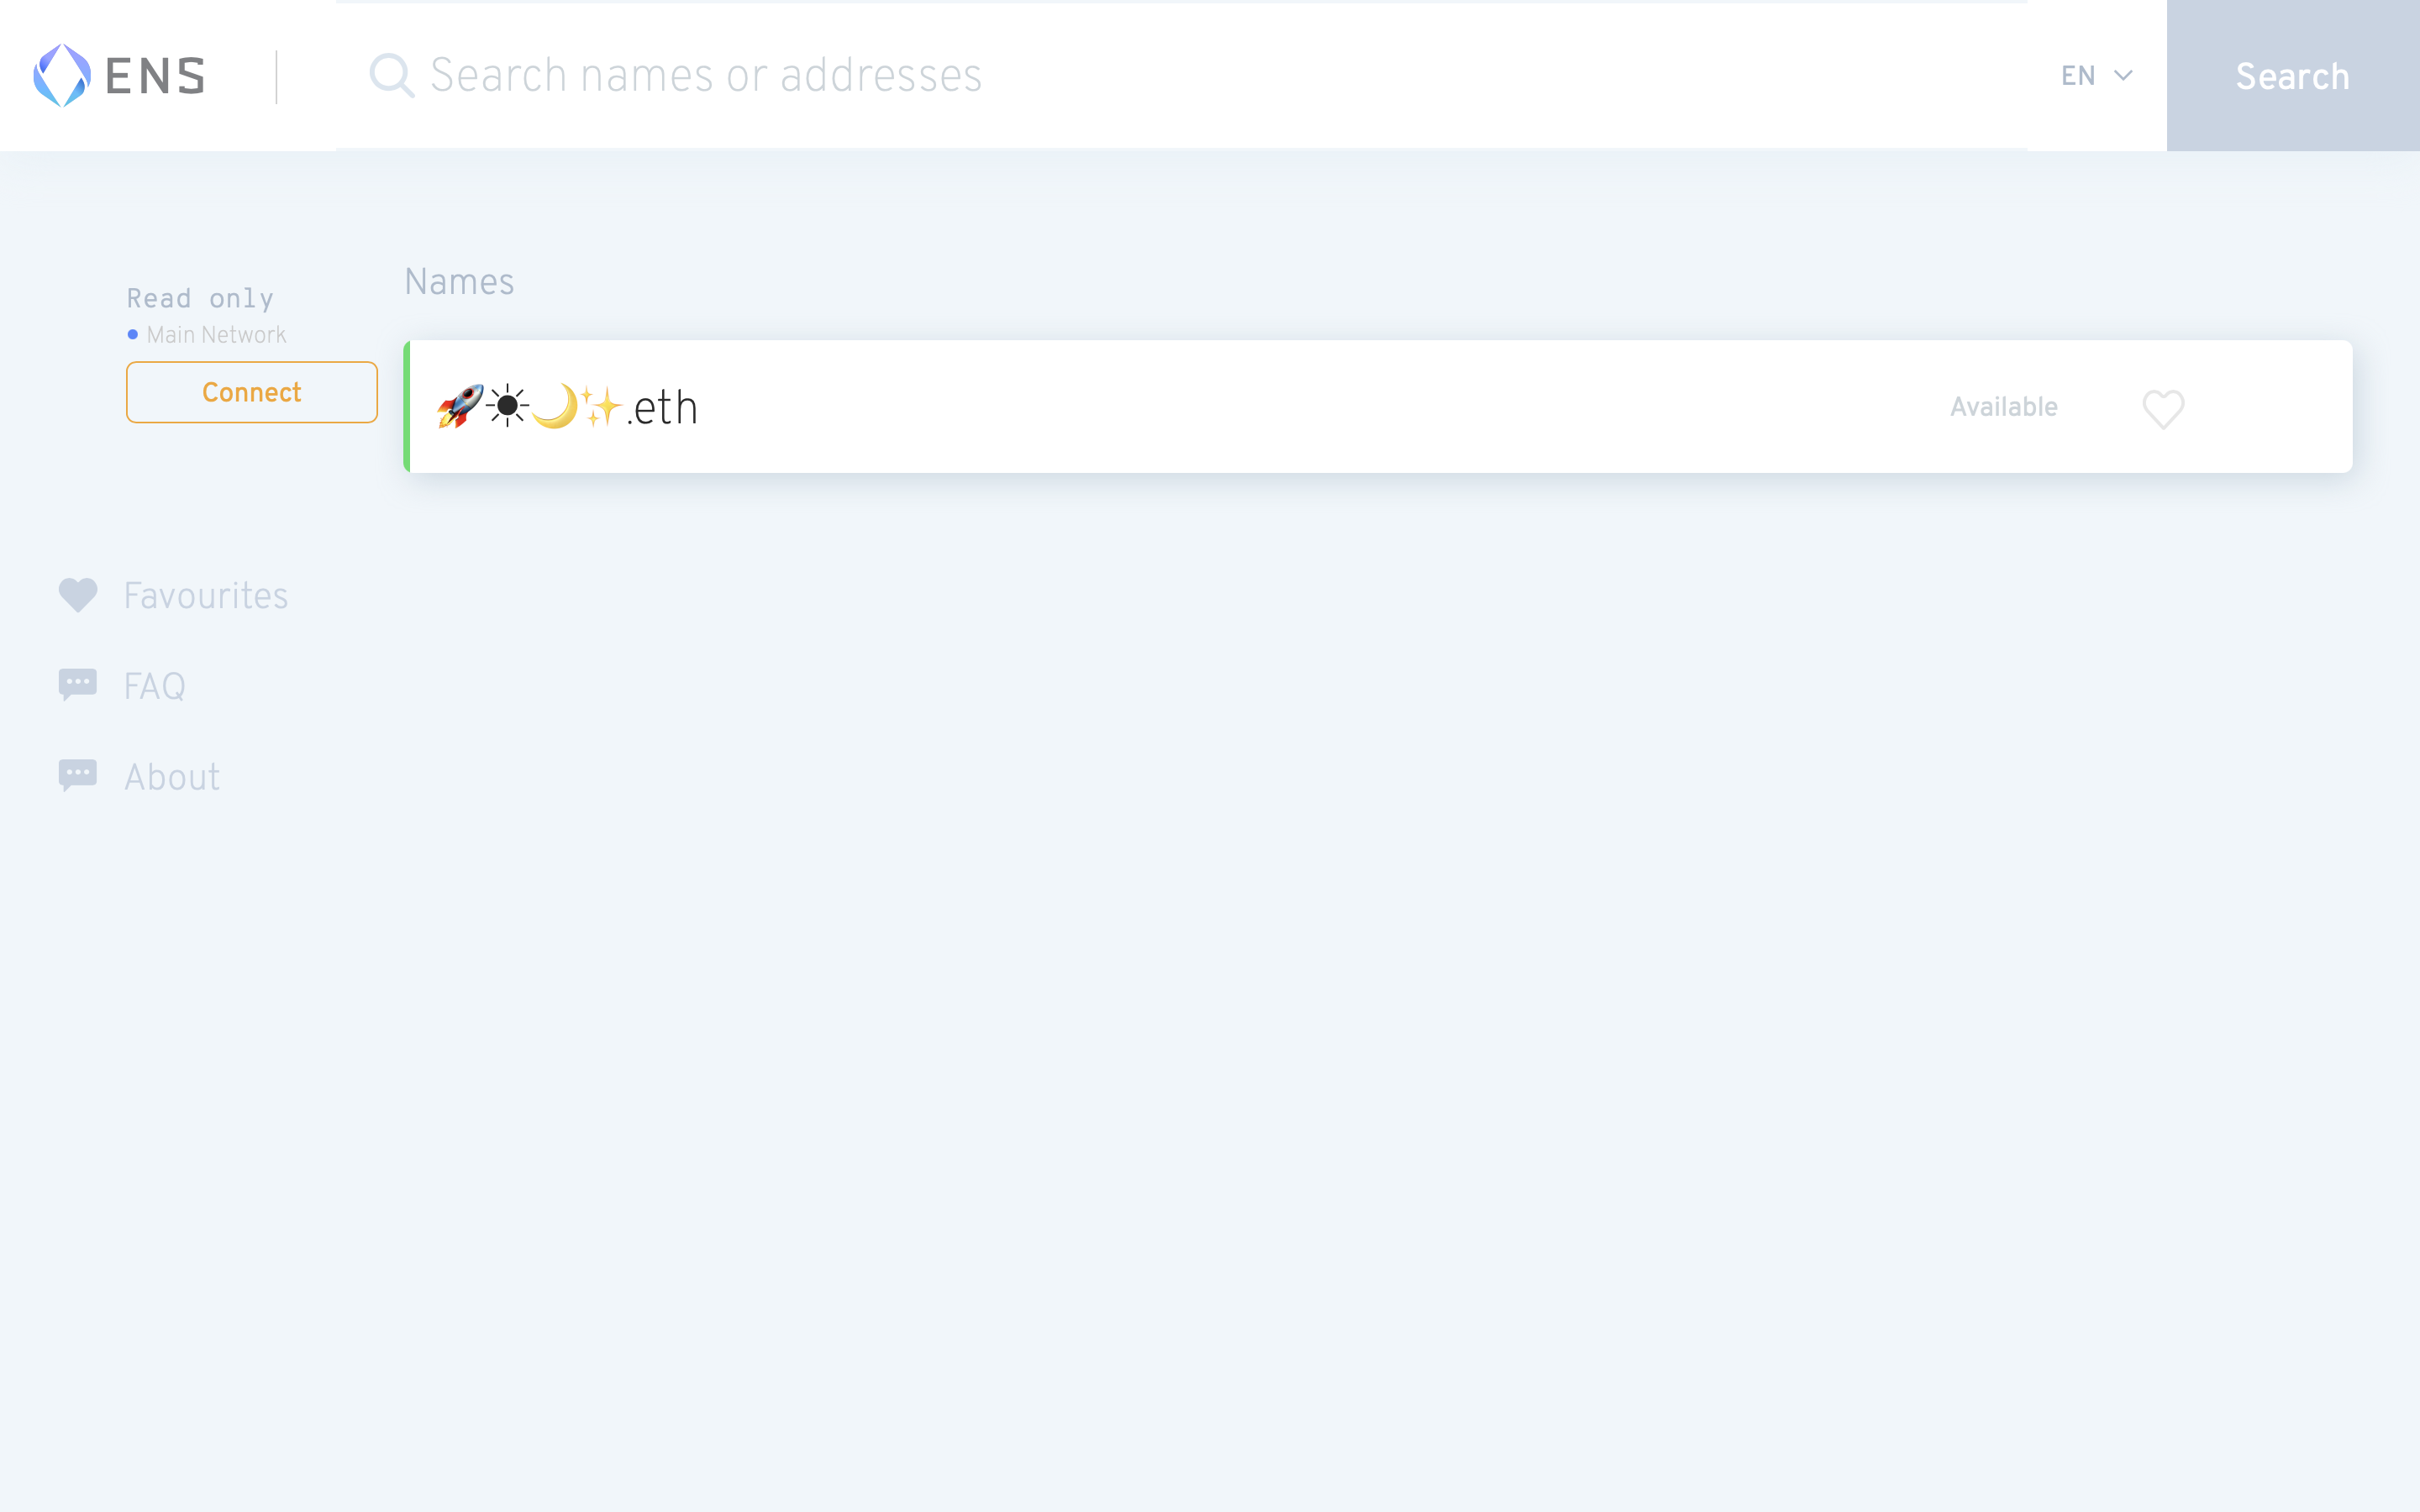 ENS
Search names or addresses
EN
Search
Read only
Main Network
Connect
Names
🚀☀🌙✨.eth
Available
Favourites
FAQ
About